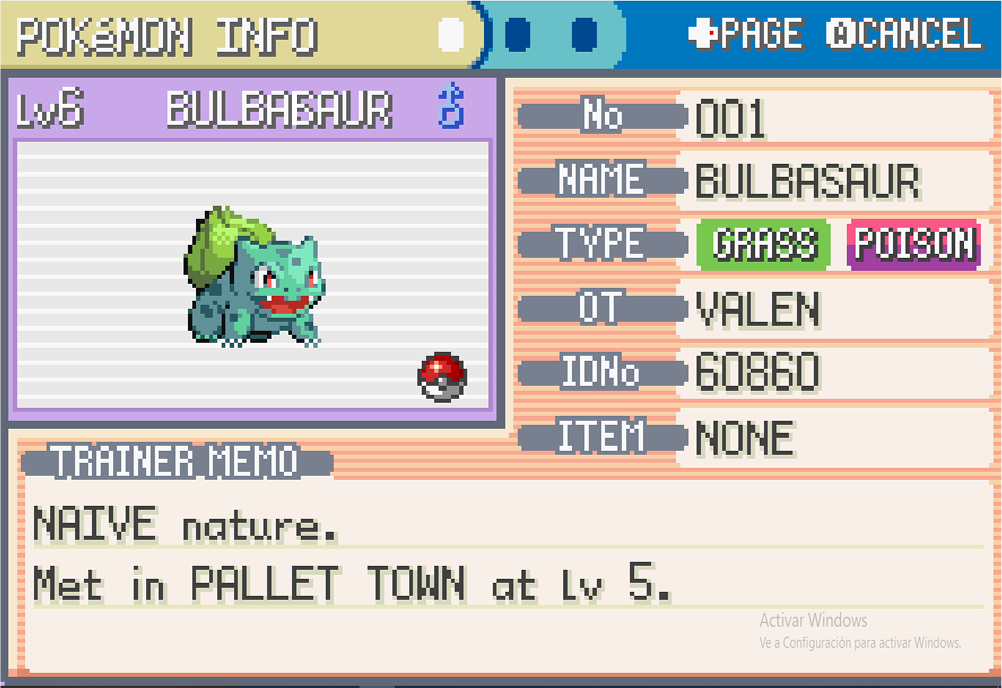 POKéMON INFO
PAGE CANCEL
Lv6 BULBASAUR ♂
No 001
NAME BULBASAUR
TYPE GRASS POISON
OT VALEN
IDNo 60860
ITEM NONE
TRAINER MEMO
NAIVE nature.
Met in PALLET TOWN at Lv 5.
Activar Windows
Ve a Configuración para activar Windows.